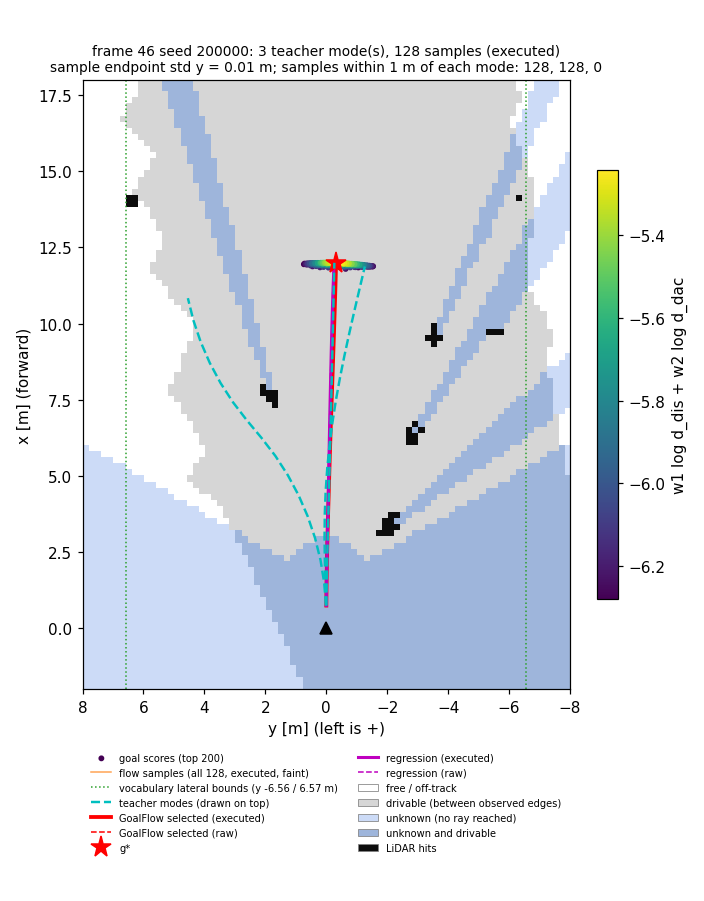 frame 46 seed 200000: 3 teacher mode(s), 128 samples (executed)
sample endpoint std y = 0.01 m; samples within 1 m of each mode: 128, 128, 0
17.5
15.0
12.5
10.0
7.5
5.0
2.5
0.0
x [m] (forward)
8
6
4
2
0
−2
−4
−6
−8
y [m] (left is +)
−5.4
−5.6
−5.8
−6.0
−6.2
w1 log d_dis + w2 log d_dac
goal scores (top 200)
flow samples (all 128, executed, faint)
vocabulary lateral bounds (y -6.56 / 6.57 m)
teacher modes (drawn on top)
GoalFlow selected (executed)
GoalFlow selected (raw)
g*
regression (executed)
regression (raw)
free / off-track
drivable (between observed edges)
unknown (no ray reached)
unknown and drivable
LiDAR hits